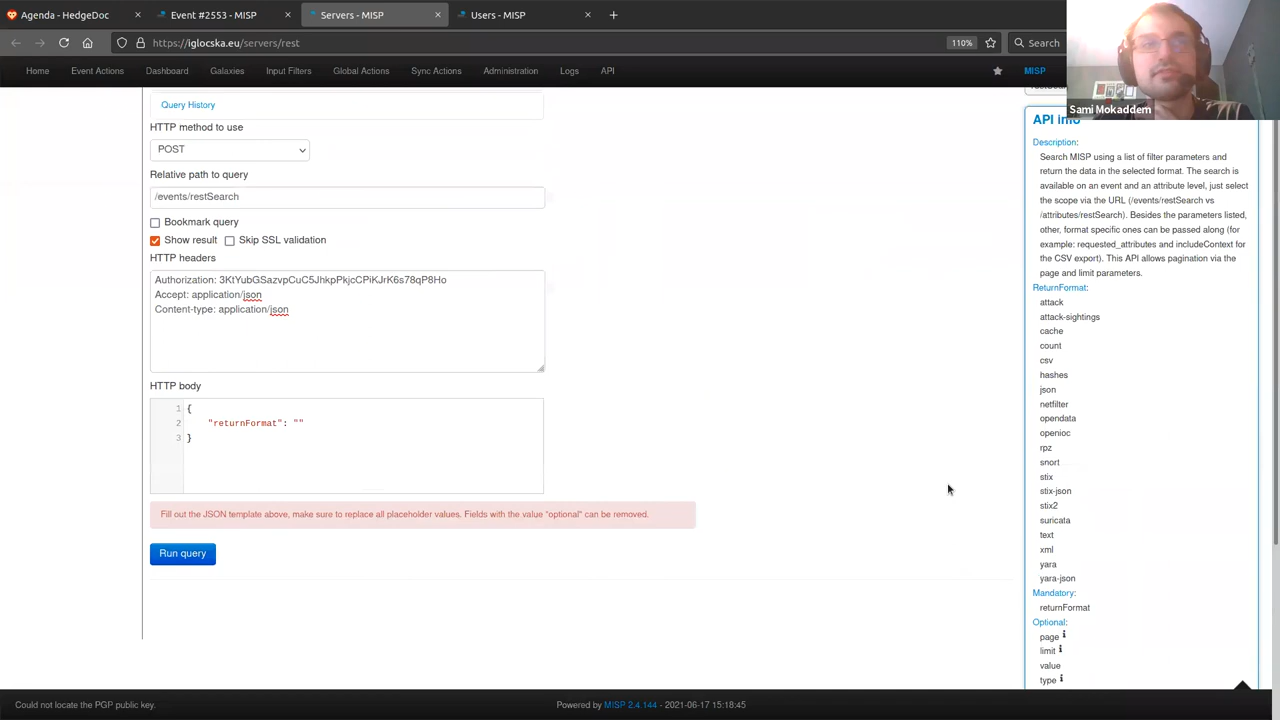 Agenda - HedgeDoc
Event #2553 - MISP
Servers - MISP
Users - MISP
https://iglocska.eu/servers/rest
110%
Search
Home
Event Actions
Dashboard
Galaxies
Input Filters
Global Actions
Sync Actions
Administration
Logs
API
MISP
Sami Mokaddem
Query History
HTTP method to use
POST
Relative path to query
/events/restSearch
Bookmark query
Show result
Skip SSL validation
HTTP headers
Authorization: 3KtYubGSazvpCuC5JhkpPkjcCPiKJrK6s78qP8Ho
Accept: application/json
Content-type: application/json
HTTP body
1 {
2 "returnFormat": ""
3 }
Fill out the JSON template above, make sure to replace all placeholder values. Fields with the value "optional" can be removed.
Run query
API info
Description:
Search MISP using a list of filter parameters and
return the data in the selected format. The search is
available on an event and an attribute level, just select
the scope via the URL (/events/restSearch vs
/attributes/restSearch). Besides the parameters listed,
other, format specific ones can be passed along (for
example: requested_attributes and includeContext for
the CSV export). This API allows pagination via the
page and limit parameters.
ReturnFormat:
attack
attack-sightings
cache
count
csv
hashes
json
netfilter
opendata
openioc
rpz
snort
stix
stix-json
stix2
suricata
text
xml
yara
yara-json
Mandatory:
returnFormat
Optional:
page
limit
value
type
Could not locate the PGP public key.
Powered by MISP 2.4.144 - 2021-06-17 15:18:45